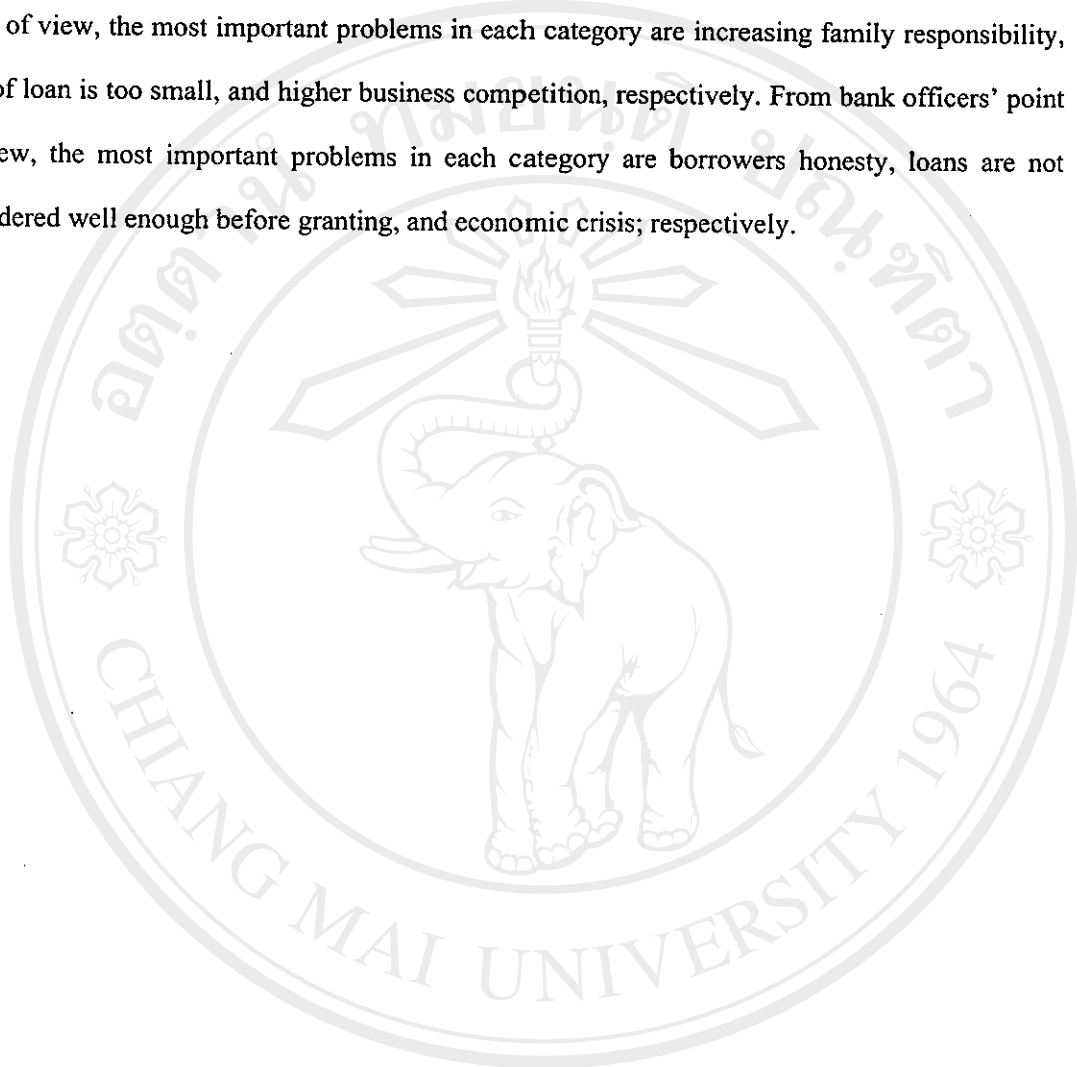 of view, the most important problems in each category are increasing family responsibility,
of loan is too small, and higher business competition, respectively. From bank officers' point
the most important problems in each category are borrowers honesty, loans are not
well enough before granting, and economic crisis; respectively.
CHIANG MAI UNIVERSITY 1964